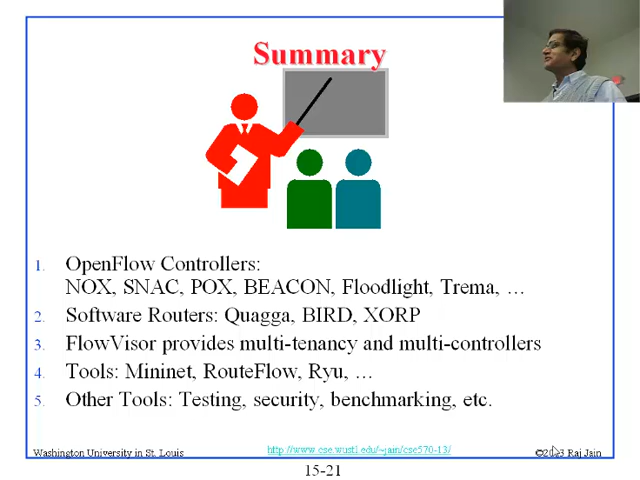 Summary
1. OpenFlow Controllers:
NOX, SNAC, POX, BEACON, Floodlight, Trema, …
2. Software Routers: Quagga, BIRD, XORP
3. FlowVisor provides multi-tenancy and multi-controllers
4. Tools: Mininet, RouteFlow, Ryu, …
5. Other Tools: Testing, security, benchmarking, etc.
Washington University in St. Louis
http://www.cse.wustl.edu/~jain/cse570-13/
©2013 Raj Jain
15-21